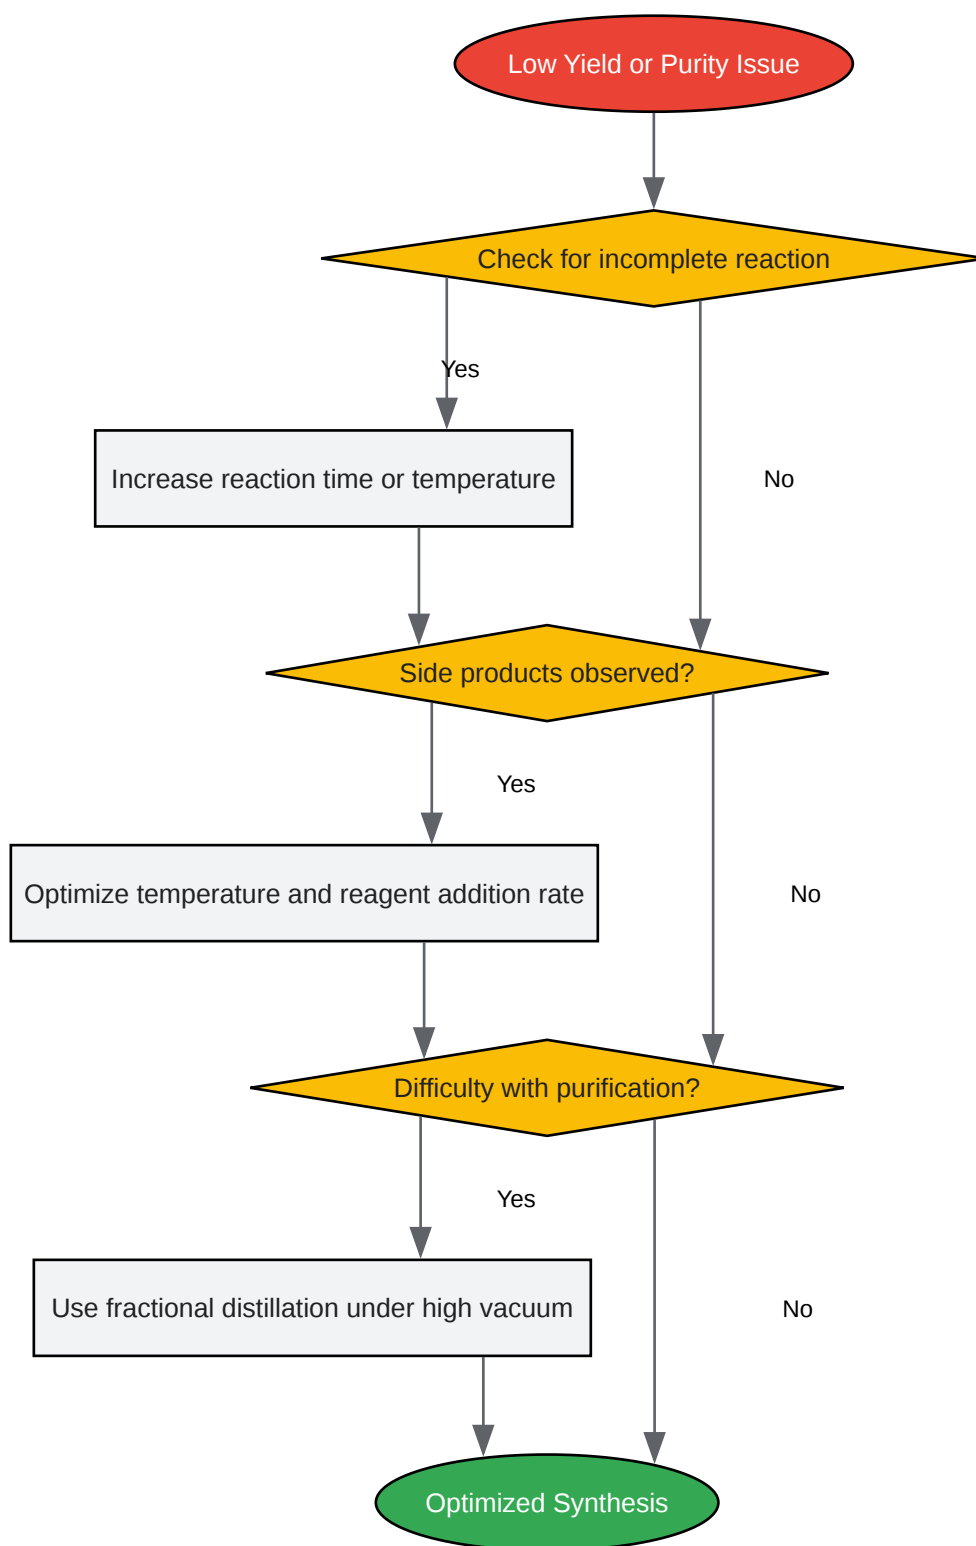 Low Yield or Purity Issue
Check for incomplete reaction
Yes
Increase reaction time or temperature
No
Side products observed?
Yes
Optimize temperature and reagent addition rate
No
Difficulty with purification?
Yes
Use fractional distillation under high vacuum
No
Optimized Synthesis